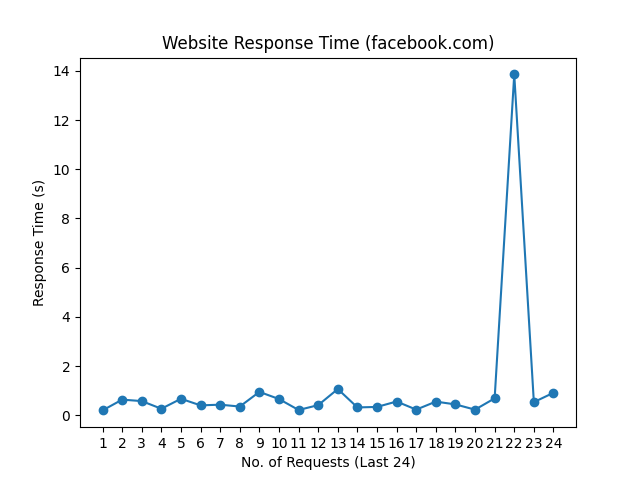 Website Response Time (facebook.com)
14
12
10
8
6
4
2
0
Response Time (s)
1 2 3 4 5 6 7 8 9 10 11 12 13 14 15 16 17 18 19 20 21 22 23 24
No. of Requests (Last 24)